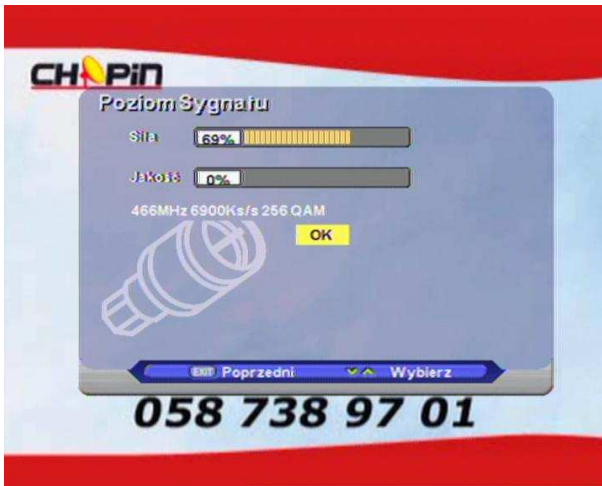 CHOPiN
Poziom Sygnału
Siła 69%
Jakość 0%
466MHz 6900Ks/s 256 QAM
OK
EXIT Poprzedni Wybierz
058 738 97 01